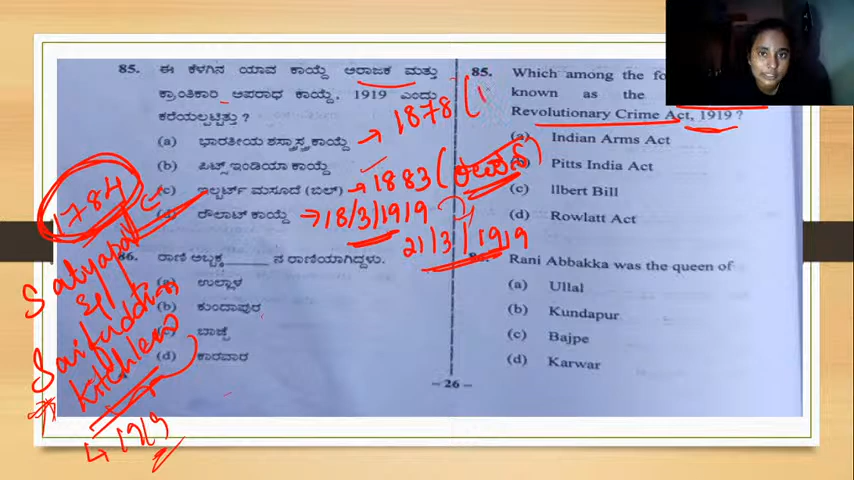 85. ಈ ಕೆಳಗಿನ ಯಾವ ಕಾಯ್ದೆ ಅರಾಜಕ ಮತ್ತು
ಕ್ರಾಂತಿಕಾರಿ ಅಪರಾಧ ಕಾಯ್ದೆ, 1919 ಎಂದು
ಕರೆಯಲ್ಪಟ್ಟಿತ್ತು ?
(a) ಭಾರತೀಯ ಶಸ್ತ್ರಾಸ್ತ್ರ ಕಾಯ್ದೆ → 1878 (
(b) ಪಿಟ್ಸ್ ಇಂಡಿಯಾ ಕಾಯ್ದೆ
(c) ಇಲ್ಬರ್ಟ್ ಮಸೂದೆ (ಬಿಲ್) → 1883
(d) ರೌಲಾಟ್ ಕಾಯ್ದೆ → 18/3/1919
21/3/1919
1784
Satyapal
Saifuddin
Kitchlew
1919
86. ರಾಣಿ ಅಬ್ಬಕ್ಕ ______ ನ ರಾಣಿಯಾಗಿದ್ದಳು.
(a) ಉಲ್ಲಾಳ
(b) ಕುಂದಾಪುರ
(c) ಬಾಜ್ಪೆ
(d) ಕಾರವಾರ
85. Which among the fo
known as the
Revolutionary Crime Act, 1919 ?
(a) Indian Arms Act
Pitts India Act
(c) Ilbert Bill
(d) Rowlatt Act
Rani Abbakka was the queen of
(a) Ullal
(b) Kundapur
(c) Bajpe
(d) Karwar
– 26 –